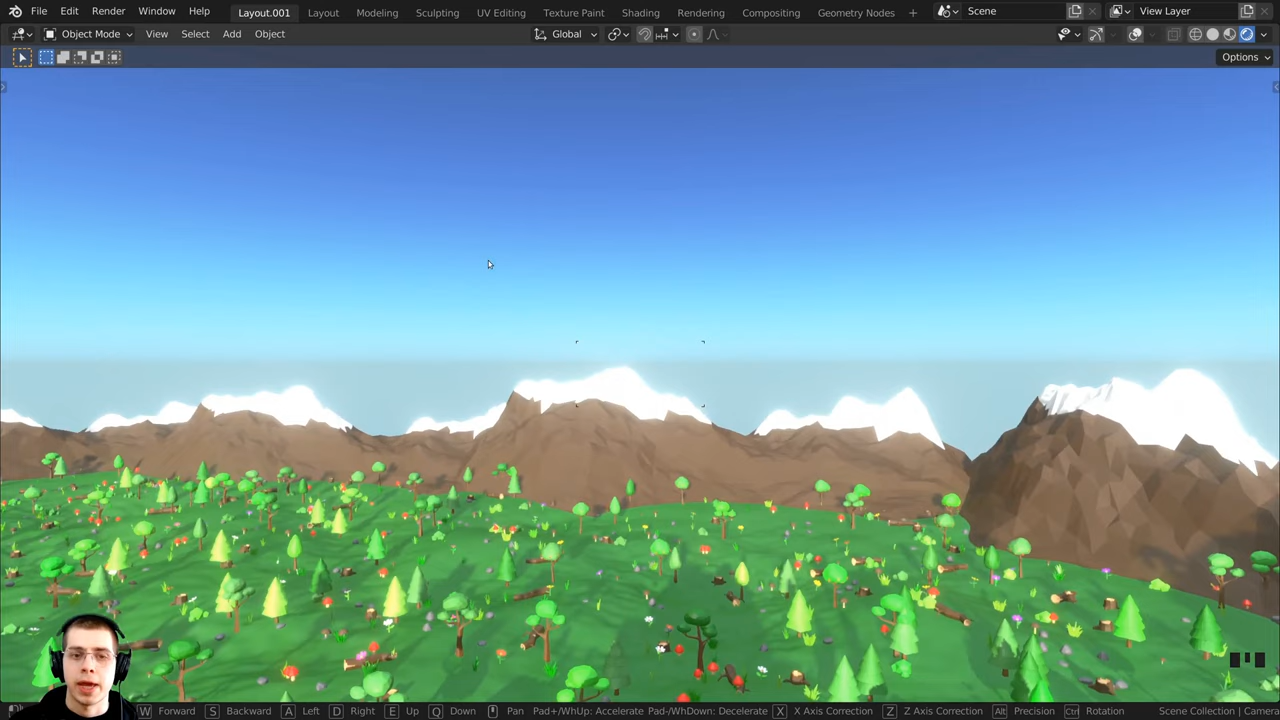 File Edit Render Window Help Layout.001 Layout Modeling Sculpting UV Editing Texture Paint Shading Rendering Compositing Geometry Nodes + Scene View Layer
Object Mode View Select Add Object Global
Options
W Forward S Backward A Left D Right E Up Q Down Pan Pad+/WhUp: Accelerate Pad-/WhDown: Decelerate X X Axis Correction Z Z Axis Correction Alt Precision Ctrl Rotation Scene Collection | Camera